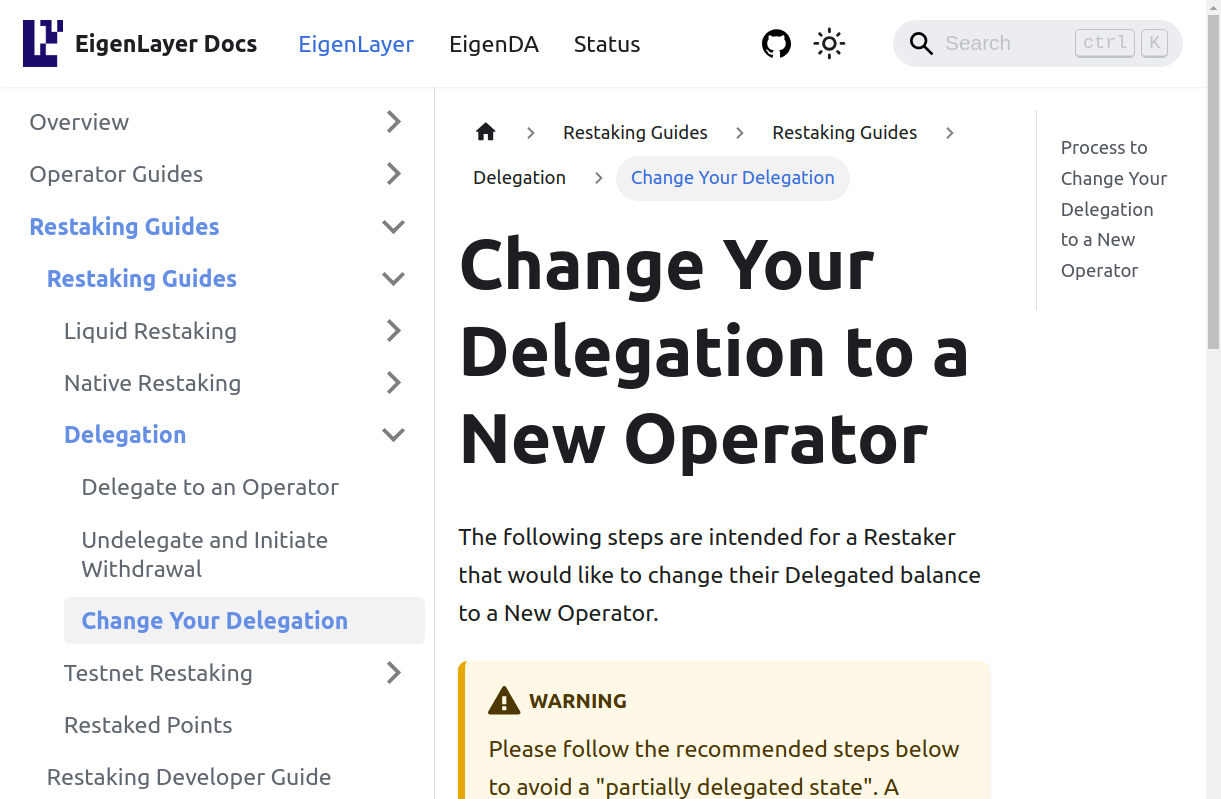 EigenLayer Docs
EigenLayer
EigenDA
Status
Search
ctrl
K
Overview
Operator Guides
Restaking Guides
Restaking Guides
Liquid Restaking
Native Restaking
Delegation
Delegate to an Operator
Undelegate and Initiate
Withdrawal
Change Your Delegation
Testnet Restaking
Restaked Points
Restaking Developer Guide
Restaking Guides
Restaking Guides
Delegation
Change Your Delegation
Change Your
Delegation to a
New Operator
The following steps are intended for a Restaker
that would like to change their Delegated balance
to a New Operator.
WARNING
Please follow the recommended steps below
to avoid a "partially delegated state". A
Process to
Change Your
Delegation
to a New
Operator